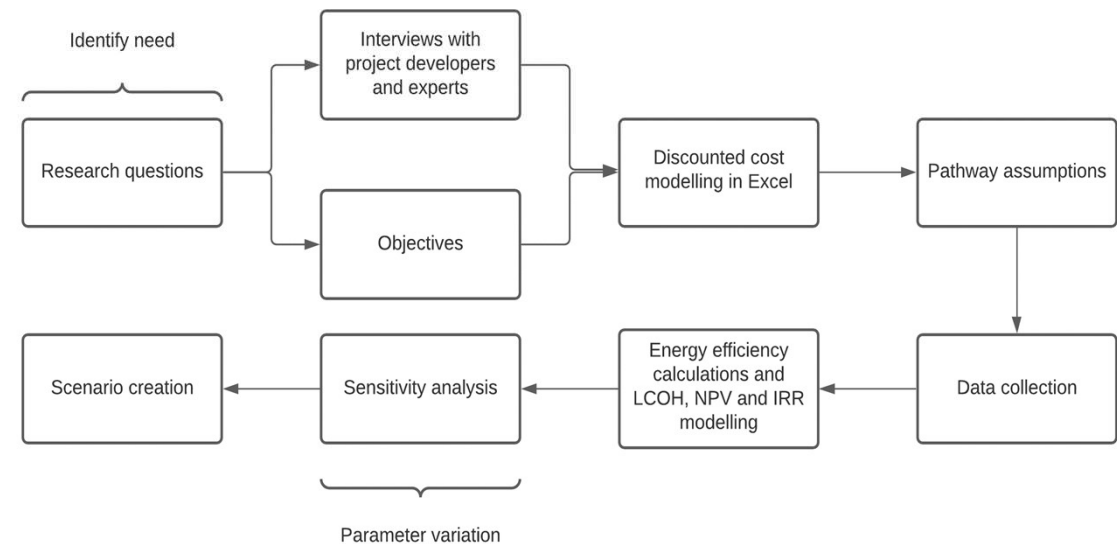 Identify need
Research questions
Interviews with
project developers
and experts
Objectives
Discounted cost
modelling in Excel
Pathway assumptions
Data collection
Energy efficiency
calculations and
LCOH, NPV and IRR
modelling
Sensitivity analysis
Parameter variation
Scenario creation